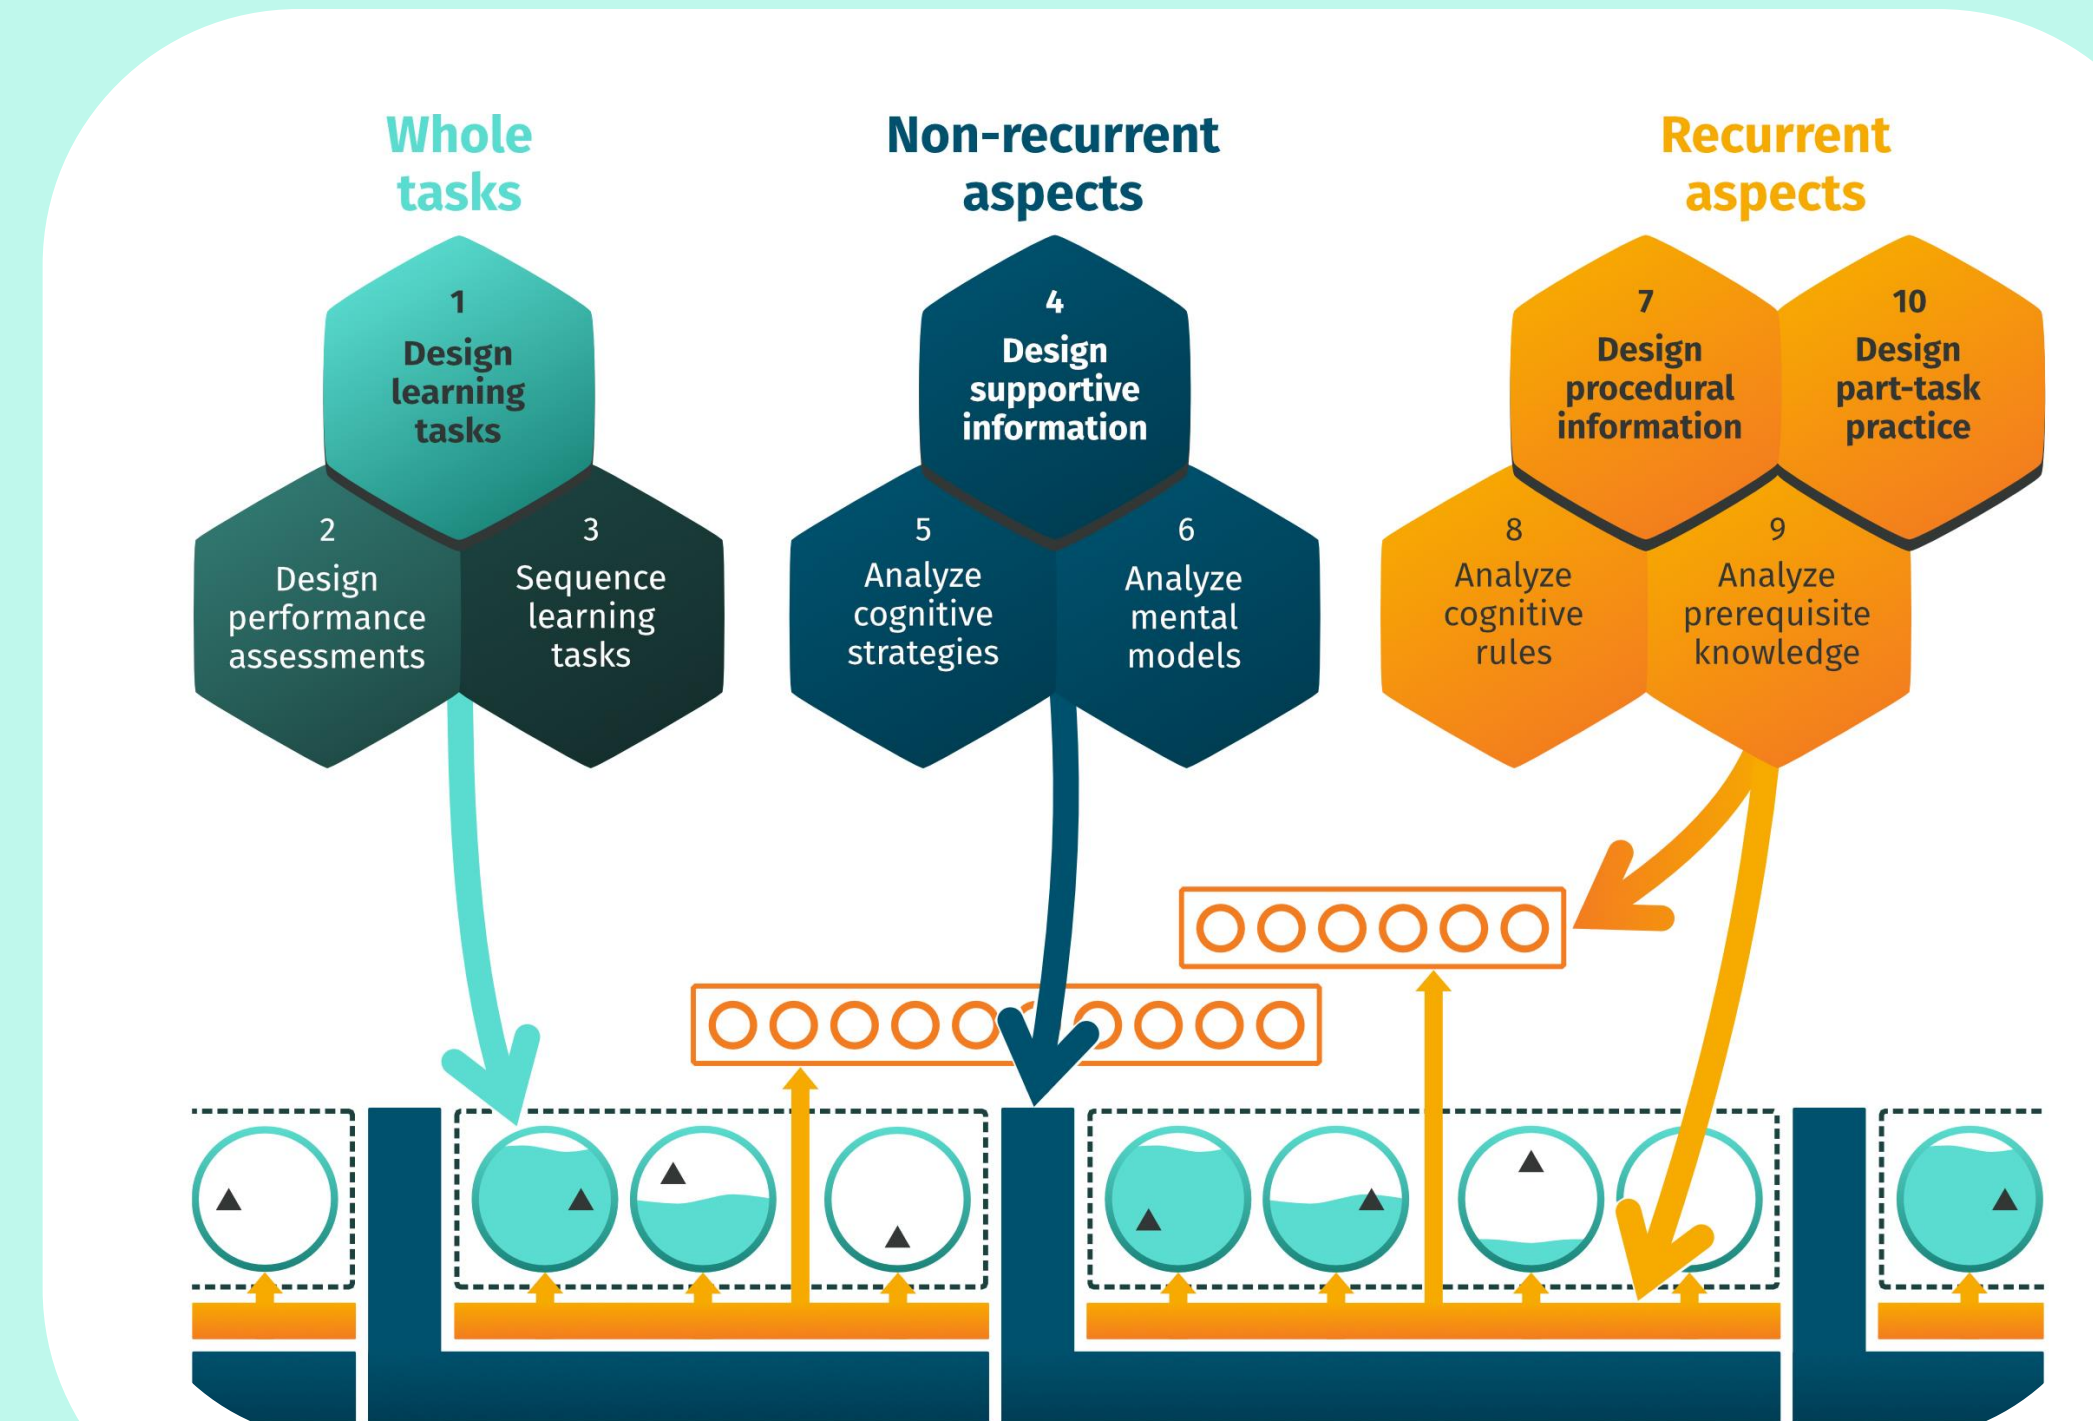 Whole
tasks
Non-recurrent
aspects
Recurrent
aspects
1
Design
learning
tasks
2
Design
performance
assessments
3
Sequence
learning
tasks
4
Design
supportive
information
5
Analyze
cognitive
strategies
6
Analyze
mental
models
7
Design
procedural
information
10
Design
part-task
practice
8
Analyze
cognitive
rules
9
Analyze
prerequisite
knowledge